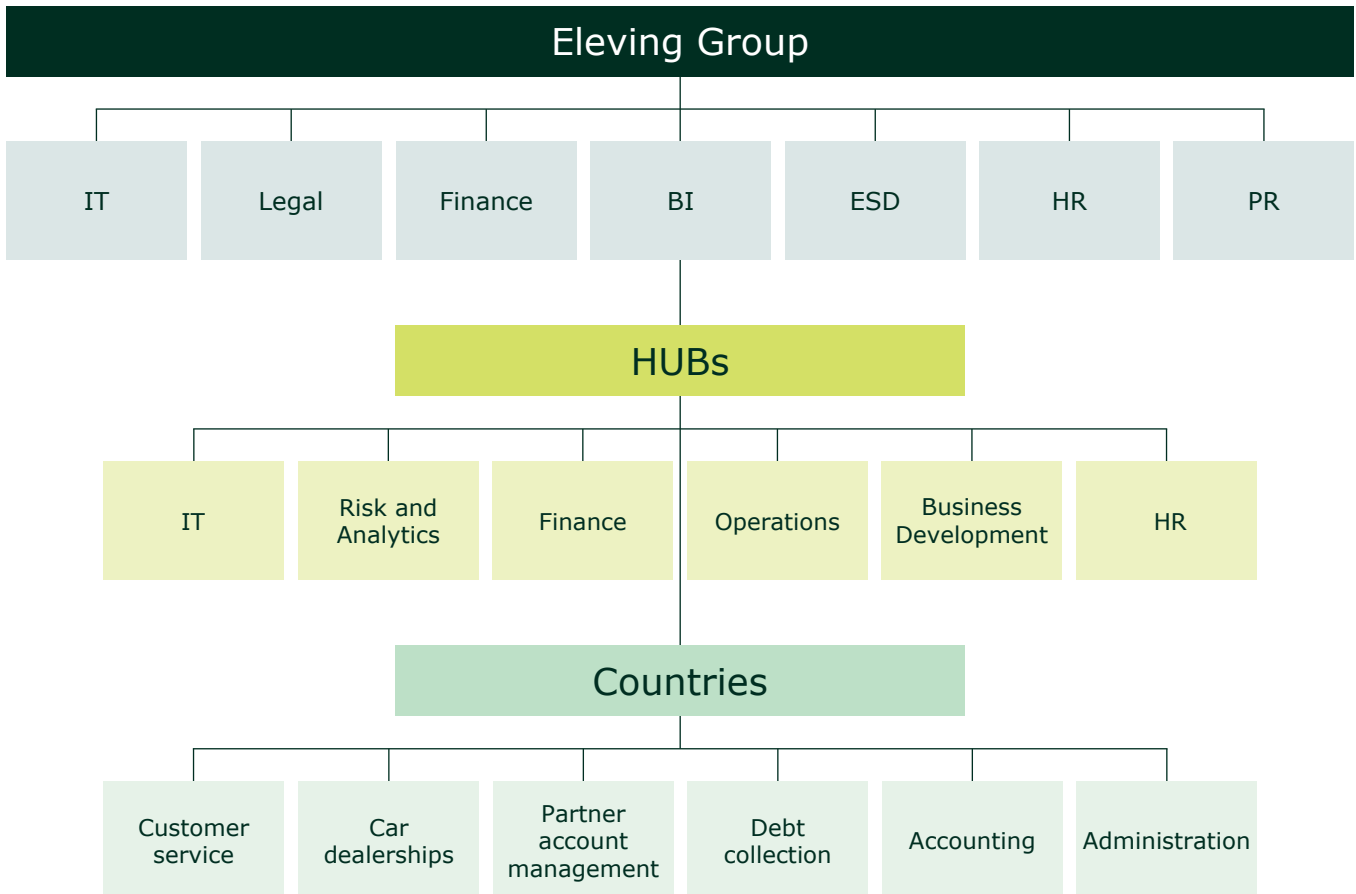 Eleving Group
IT
Legal
Finance
BI
ESD
HR
PR
HUBs
IT
Risk and
Analytics
Finance
Operations
Business
Development
HR
Countries
Customer
service
Car
dealerships
Partner
account
management
Debt
collection
Accounting
Administration